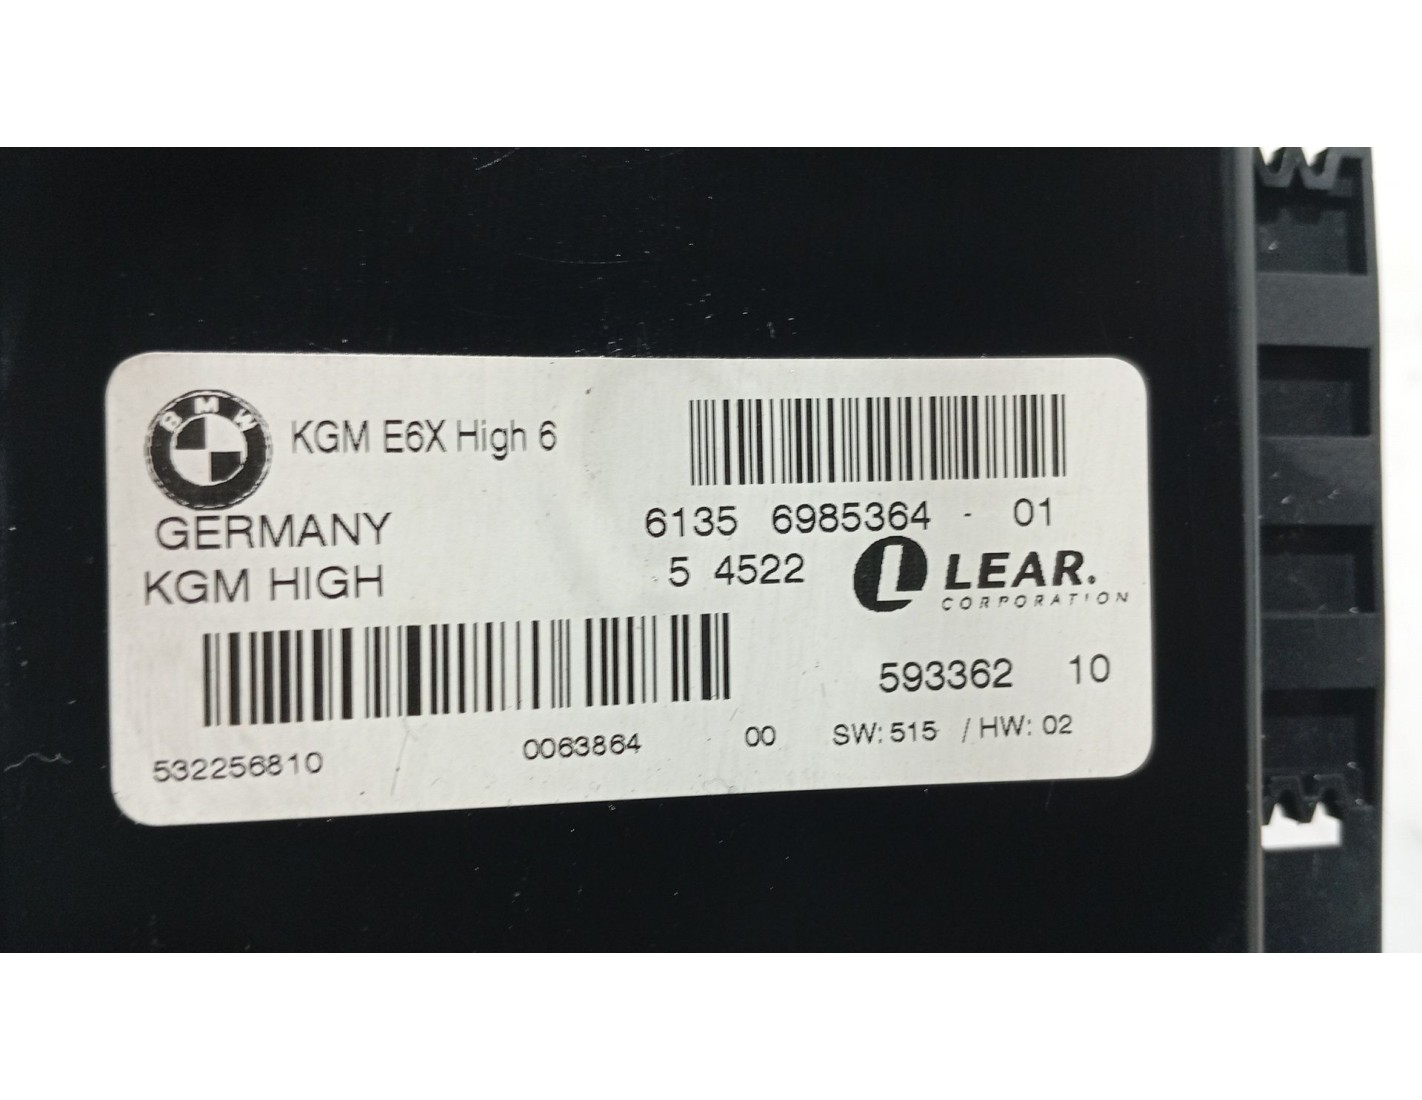 BMW
KGM E6X High 6
GERMANY
KGM HIGH
6135 6985364 - 01
5 4522
LEAR.
CORPORATION
593362 10
532256810 0063864 00 SW: 515 / HW: 02